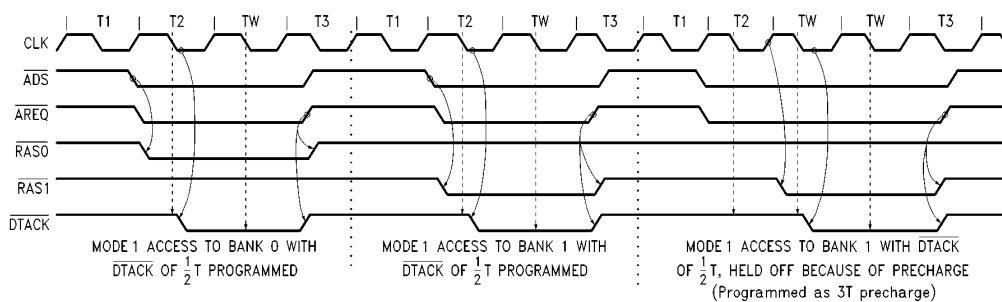 T1 T2 TW T3 T1 T2 TW T3 T1 T2 TW TW T3
CLK
ADS
AREQ
RAS0
RAS1
DTACK
MODE 1 ACCESS TO BANK 0 WITH
DTACK OF 1/2 T PROGRAMMED
MODE 1 ACCESS TO BANK 1 WITH
DTACK OF 1/2 T PROGRAMMED
MODE 1 ACCESS TO BANK 1 WITH DTACK
OF 1/2 T, HELD OFF BECAUSE OF PRECHARGE
(Programmed as 3T precharge)